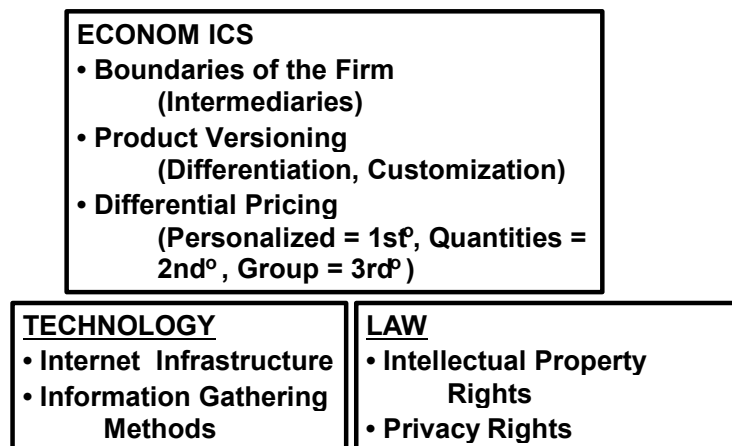 ECONOM ICS
• Boundaries of the Firm
(Intermediaries)
• Product Versioning
(Differentiation, Customization)
• Differential Pricing
(Personalized = 1stº, Quantities =
2ndº , Group = 3rdº )
TECHNOLOGY
• Internet Infrastructure
• Information Gathering
Methods
LAW
• Intellectual Property
Rights
• Privacy Rights